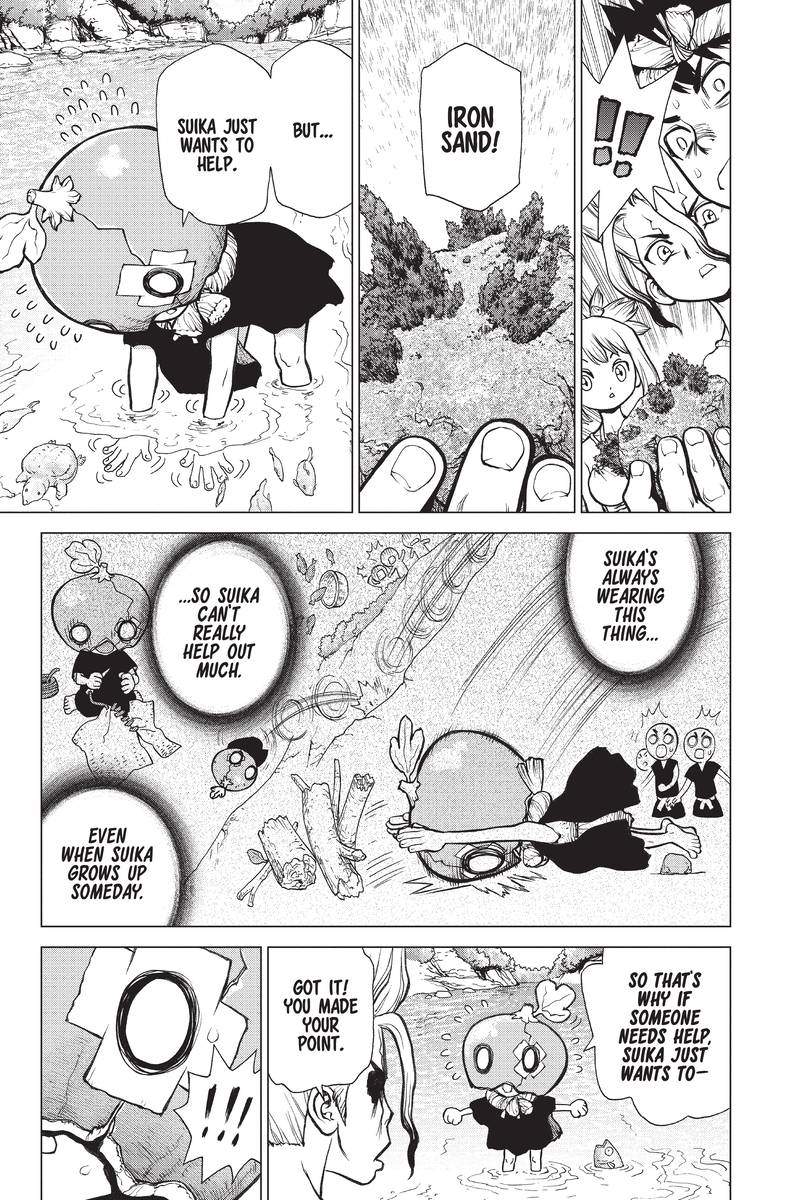 !!
IRON
SAND!
BUT...
SUIKA JUST
WANTS TO
HELP.
SUIKA'S
ALWAYS
WEARING
THIS
THING...
...SO SUIKA
CAN'T
REALLY
HELP OUT
MUCH.
EVEN
WHEN SUIKA
GROWS UP
SOMEDAY.
SO THAT'S
WHY IF
SOMEONE
NEEDS HELP,
SUIKA JUST
WANTS TO—
GOT IT!
YOU MADE
YOUR
POINT.
!!!